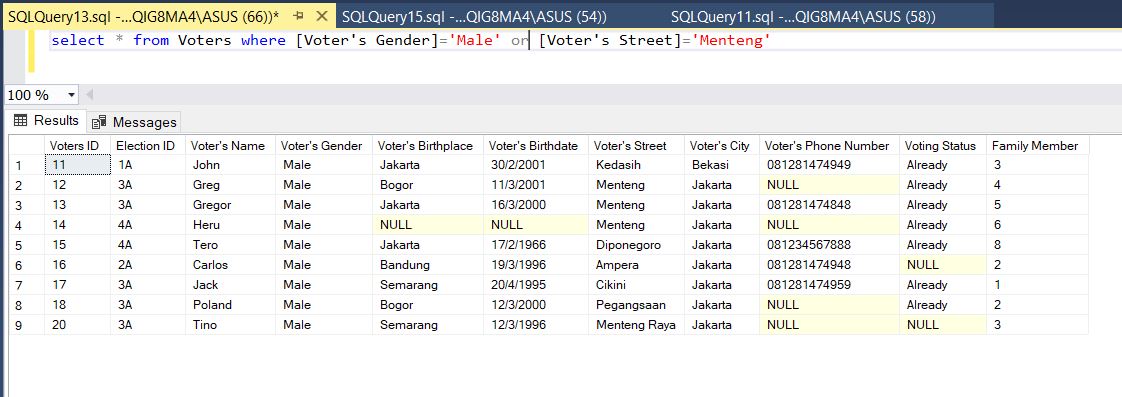 SQLQuery13.sql -...QIG8MA4\ASUS (66))* SQLQuery15.sql -...QIG8MA4\ASUS (54)) SQLQuery11.sql -...QIG8MA4\ASUS (58))
select * from Voters where [Voter's Gender]='Male' or [Voter's Street]='Menteng'
100 %
Results Messages
Voters ID Election ID Voter's Name Voter's Gender Voter's Birthplace Voter's Birthdate Voter's Street Voter's City Voter's Phone Number Voting Status Family Member
1 11 1A John Male Jakarta 30/2/2001 Kedasih Bekasi 081281474949 Already 3
2 12 3A Greg Male Bogor 11/3/2001 Menteng Jakarta NULL Already 4
3 13 3A Gregor Male Jakarta 16/3/2000 Menteng Jakarta 081281474848 Already 5
4 14 4A Heru Male NULL NULL Menteng Jakarta NULL Already 6
5 15 4A Tero Male Jakarta 17/2/1966 Diponegoro Jakarta 081234567888 Already 8
6 16 2A Carlos Male Bandung 19/3/1996 Ampera Jakarta 081281474948 NULL 2
7 17 3A Jack Male Semarang 20/4/1995 Cikini Jakarta 081281474959 Already 1
8 18 3A Poland Male Bogor 12/3/2000 Pegangsaan Jakarta NULL Already 2
9 20 3A Tino Male Semarang 12/3/1996 Menteng Raya Jakarta NULL NULL 3